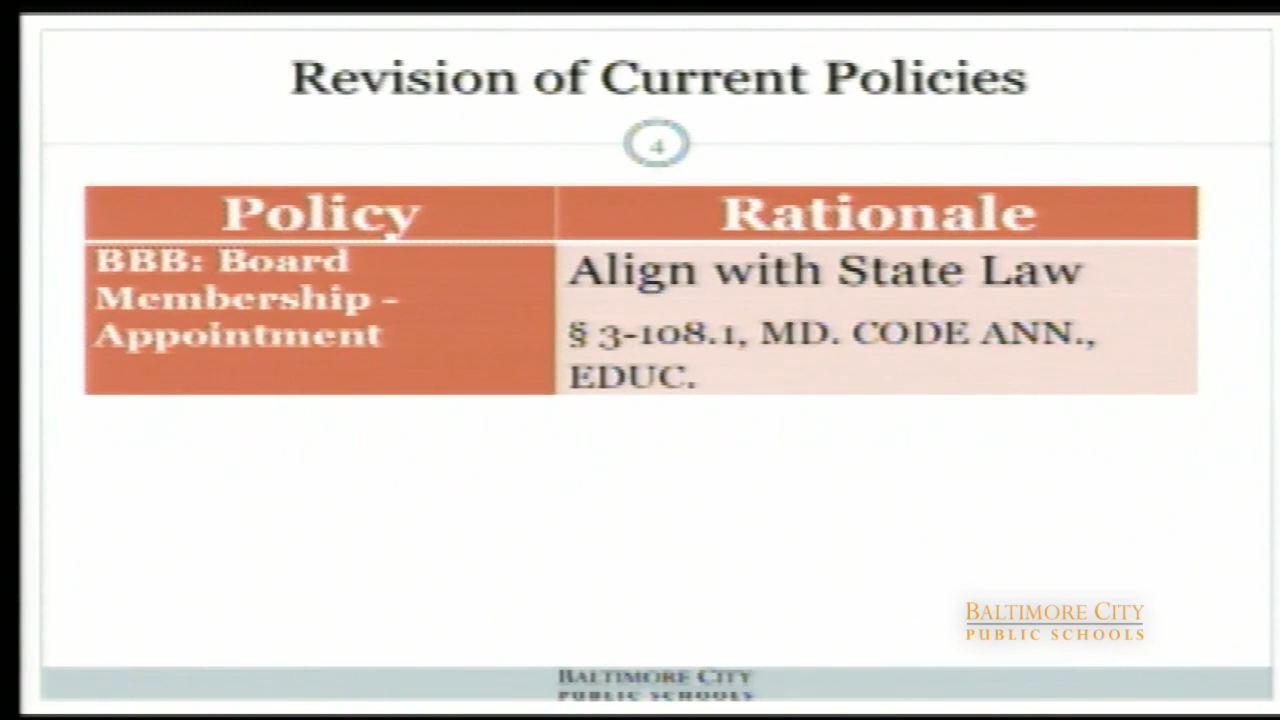 Revision of Current Policies
4
Policy
Rationale
BBB: Board
Membership -
Appointment
Align with State Law
§ 3-108.1, MD. CODE ANN.,
EDUC.
BALTIMORE CITY
PUBLIC SCHOOLS
BALTIMORE CITY
PUBLIC SCHOOLS